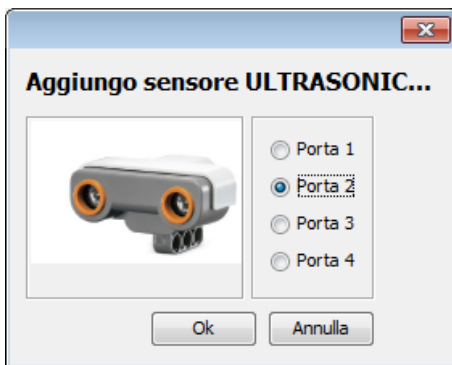 Aggiungo sensore ULTRASONIC...
Porta 1
Porta 2
Porta 3
Porta 4
Ok Annulla